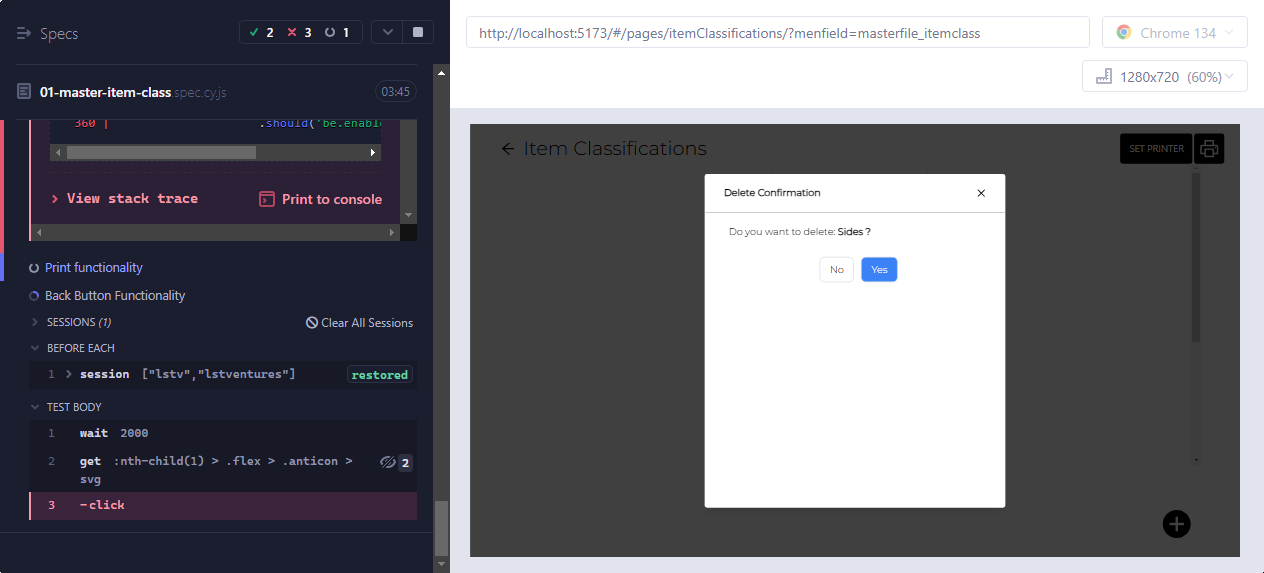 Specs
2
3
1
01-master-item-class.spec.cy.js
03:45
360 | .should('be.enable
View stack trace
Print to console
Print functionality
Back Button Functionality
SESSIONS (1)
Clear All Sessions
BEFORE EACH
1 session ["lstv","lstventures"] restored
TEST BODY
1 wait 2000
2 get :nth-child(1) > .flex > .anticon > svg 2
3 -click
http://localhost:5173/#/pages/itemClassifications/?menfield=masterfile_itemclass
Chrome 134
1280x720 (60%)
Item Classifications
SET PRINTER
Delete Confirmation
Do you want to delete: Sides ?
No
Yes